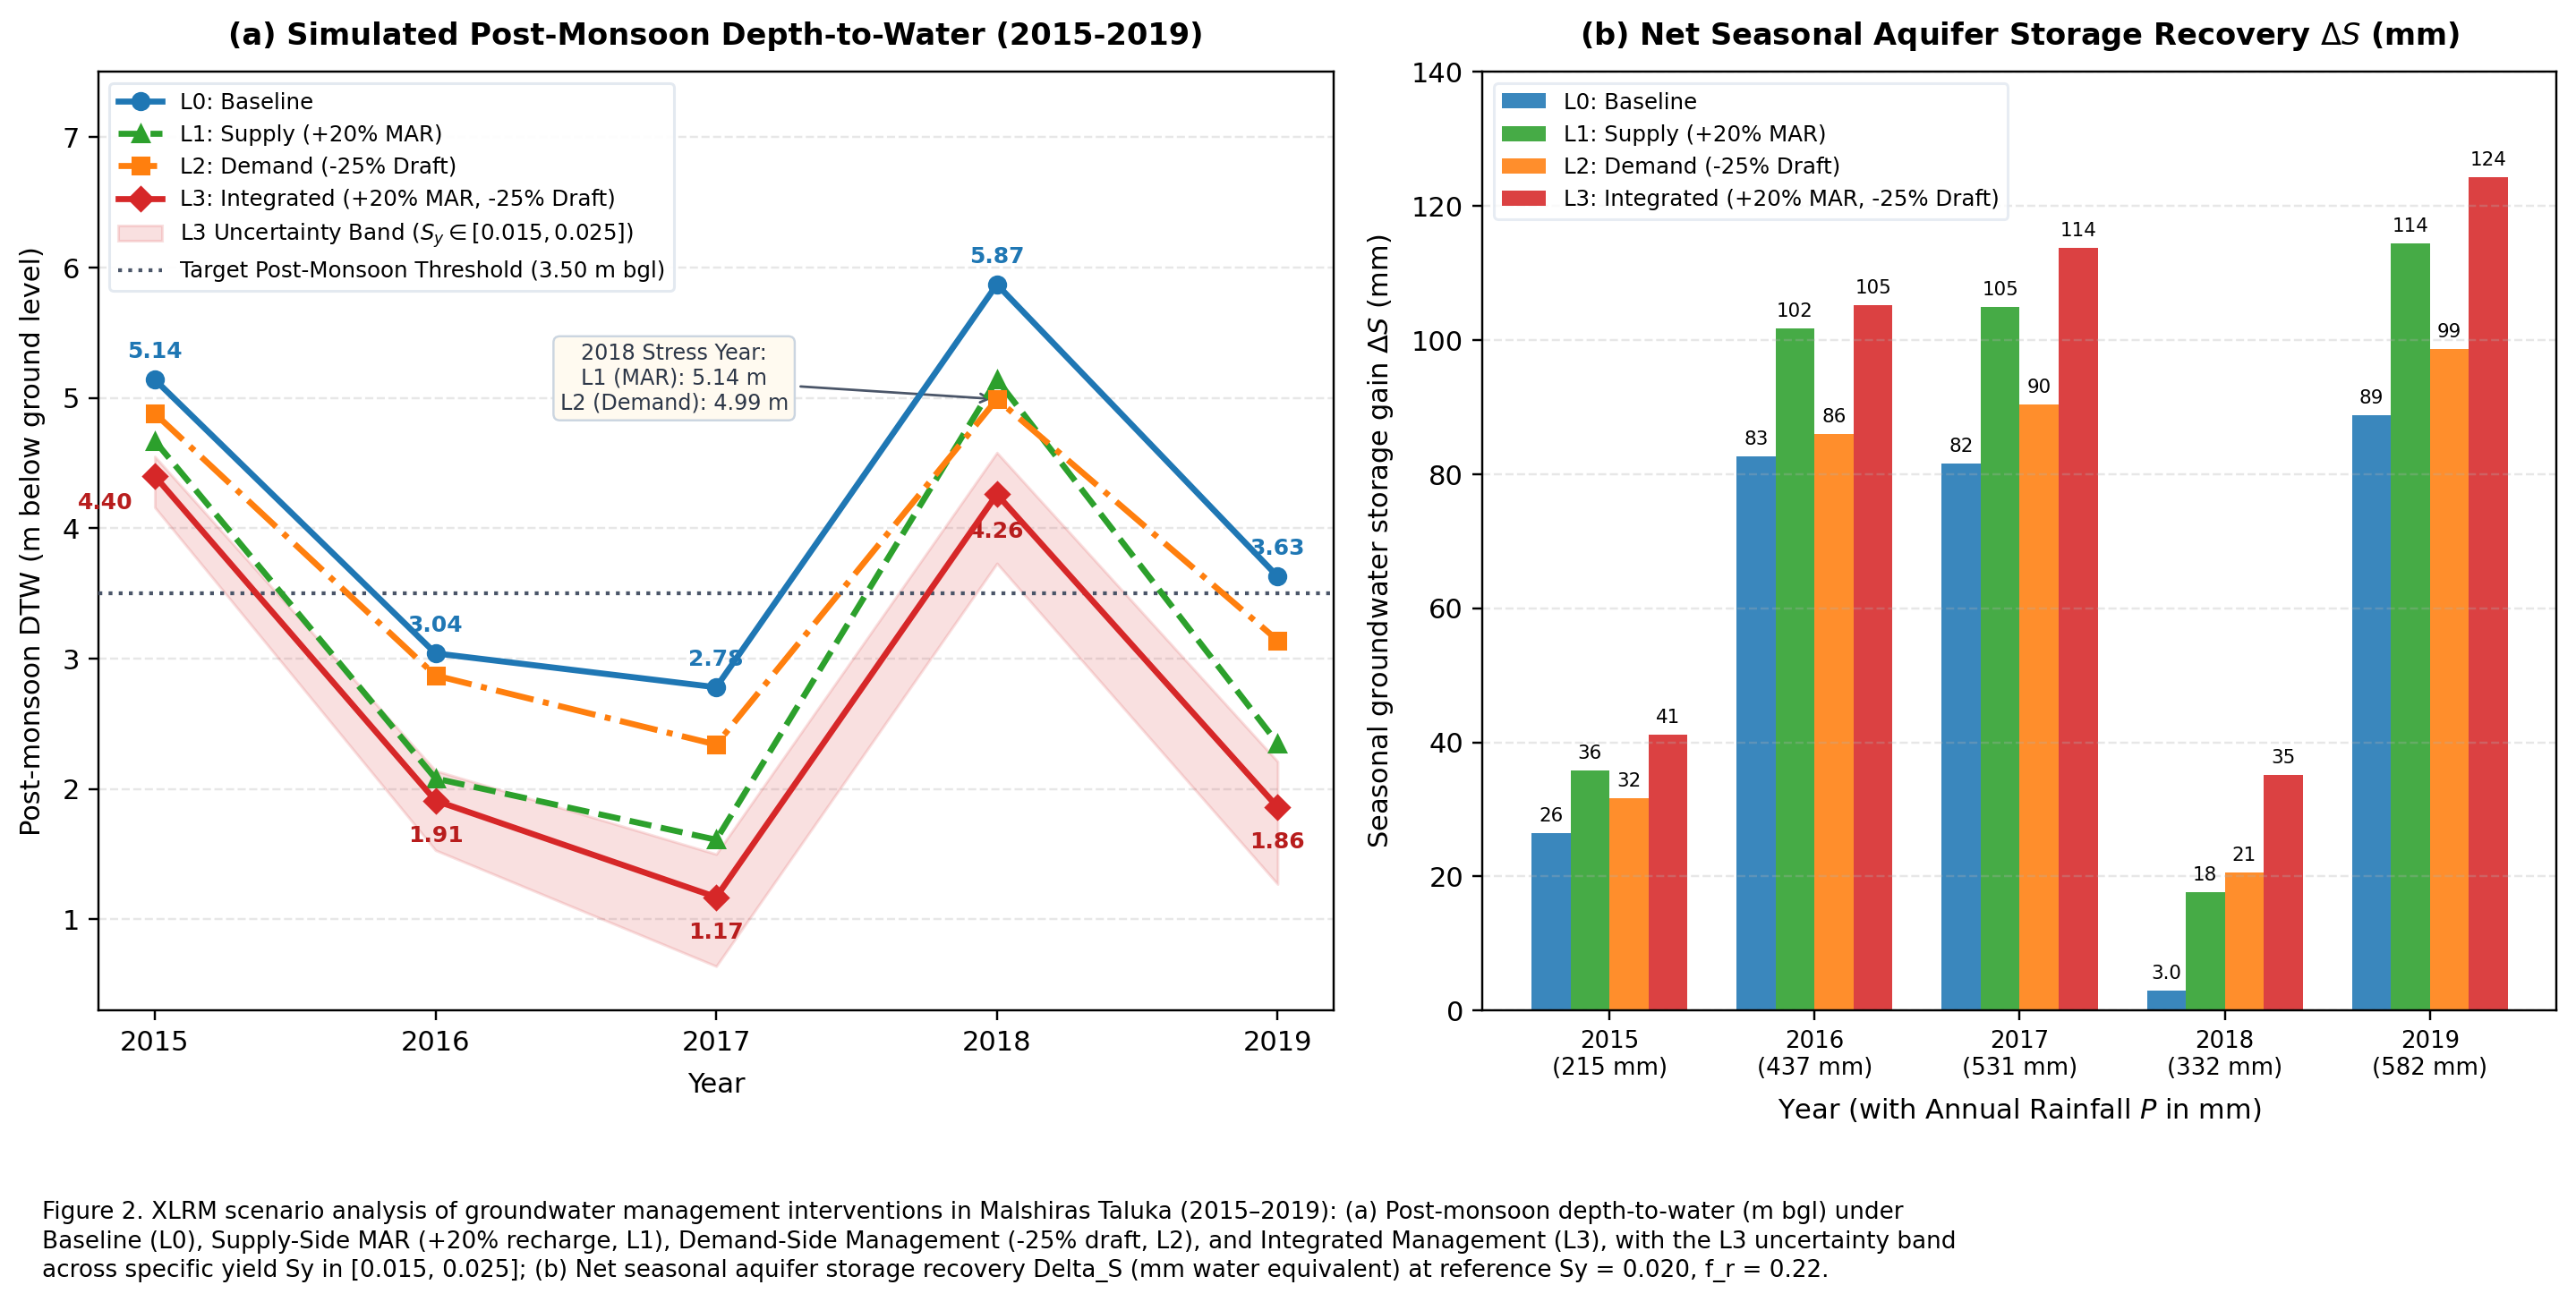 (a) Simulated Post-Monsoon Depth-to-Water (2015-2019)
L0: Baseline
L1: Supply (+20% MAR)
L2: Demand (-25% Draft)
L3: Integrated (+20% MAR, -25% Draft)
L3 Uncertainty Band (Sy ∈ [0.015, 0.025])
Target Post-Monsoon Threshold (3.50 m bgl)
Post-monsoon DTW (m below ground level)
7
6
5
4
3
2
1
5.14
3.04
2.78
5.87
3.63
4.40
1.91
1.17
4.26
1.86
2018 Stress Year:
L1 (MAR): 5.14 m
L2 (Demand): 4.99 m
2015 2016 2017 2018 2019
Year
(b) Net Seasonal Aquifer Storage Recovery ΔS (mm)
L0: Baseline
L1: Supply (+20% MAR)
L2: Demand (-25% Draft)
L3: Integrated (+20% MAR, -25% Draft)
Seasonal groundwater storage gain ΔS (mm)
140
120
100
80
60
40
20
0
26 36 32 41
83 102 86 105
82 105 90 114
3.0 18 21 35
89 114 99 124
2015 2016 2017 2018 2019
(215 mm) (437 mm) (531 mm) (332 mm) (582 mm)
Year (with Annual Rainfall P in mm)
Figure 2. XLRM scenario analysis of groundwater management interventions in Malshiras Taluka (2015–2019): (a) Post-monsoon depth-to-water (m bgl) under
Baseline (L0), Supply-Side MAR (+20% recharge, L1), Demand-Side Management (-25% draft, L2), and Integrated Management (L3), with the L3 uncertainty band
across specific yield Sy in [0.015, 0.025]; (b) Net seasonal aquifer storage recovery Delta_S (mm water equivalent) at reference Sy = 0.020, f_r = 0.22.